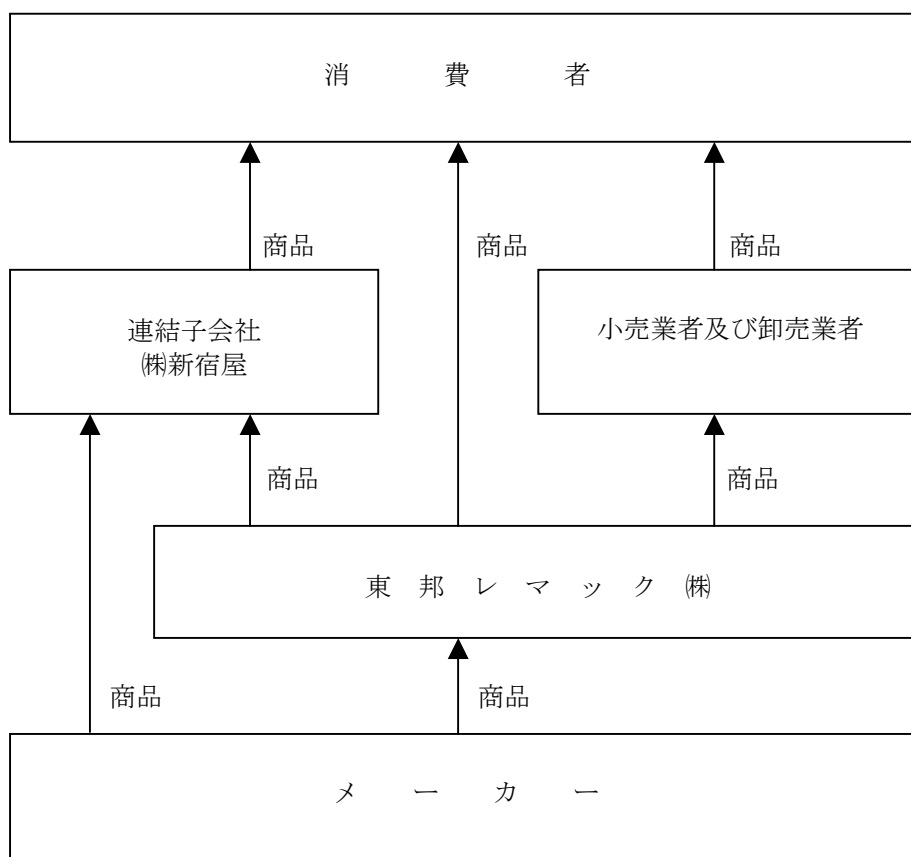 消費者
商品
商品
商品
連結子会社
㈱新宿屋
小売業者及び卸売業者
商品
商品
東邦レマック㈱
商品
商品
メーカー